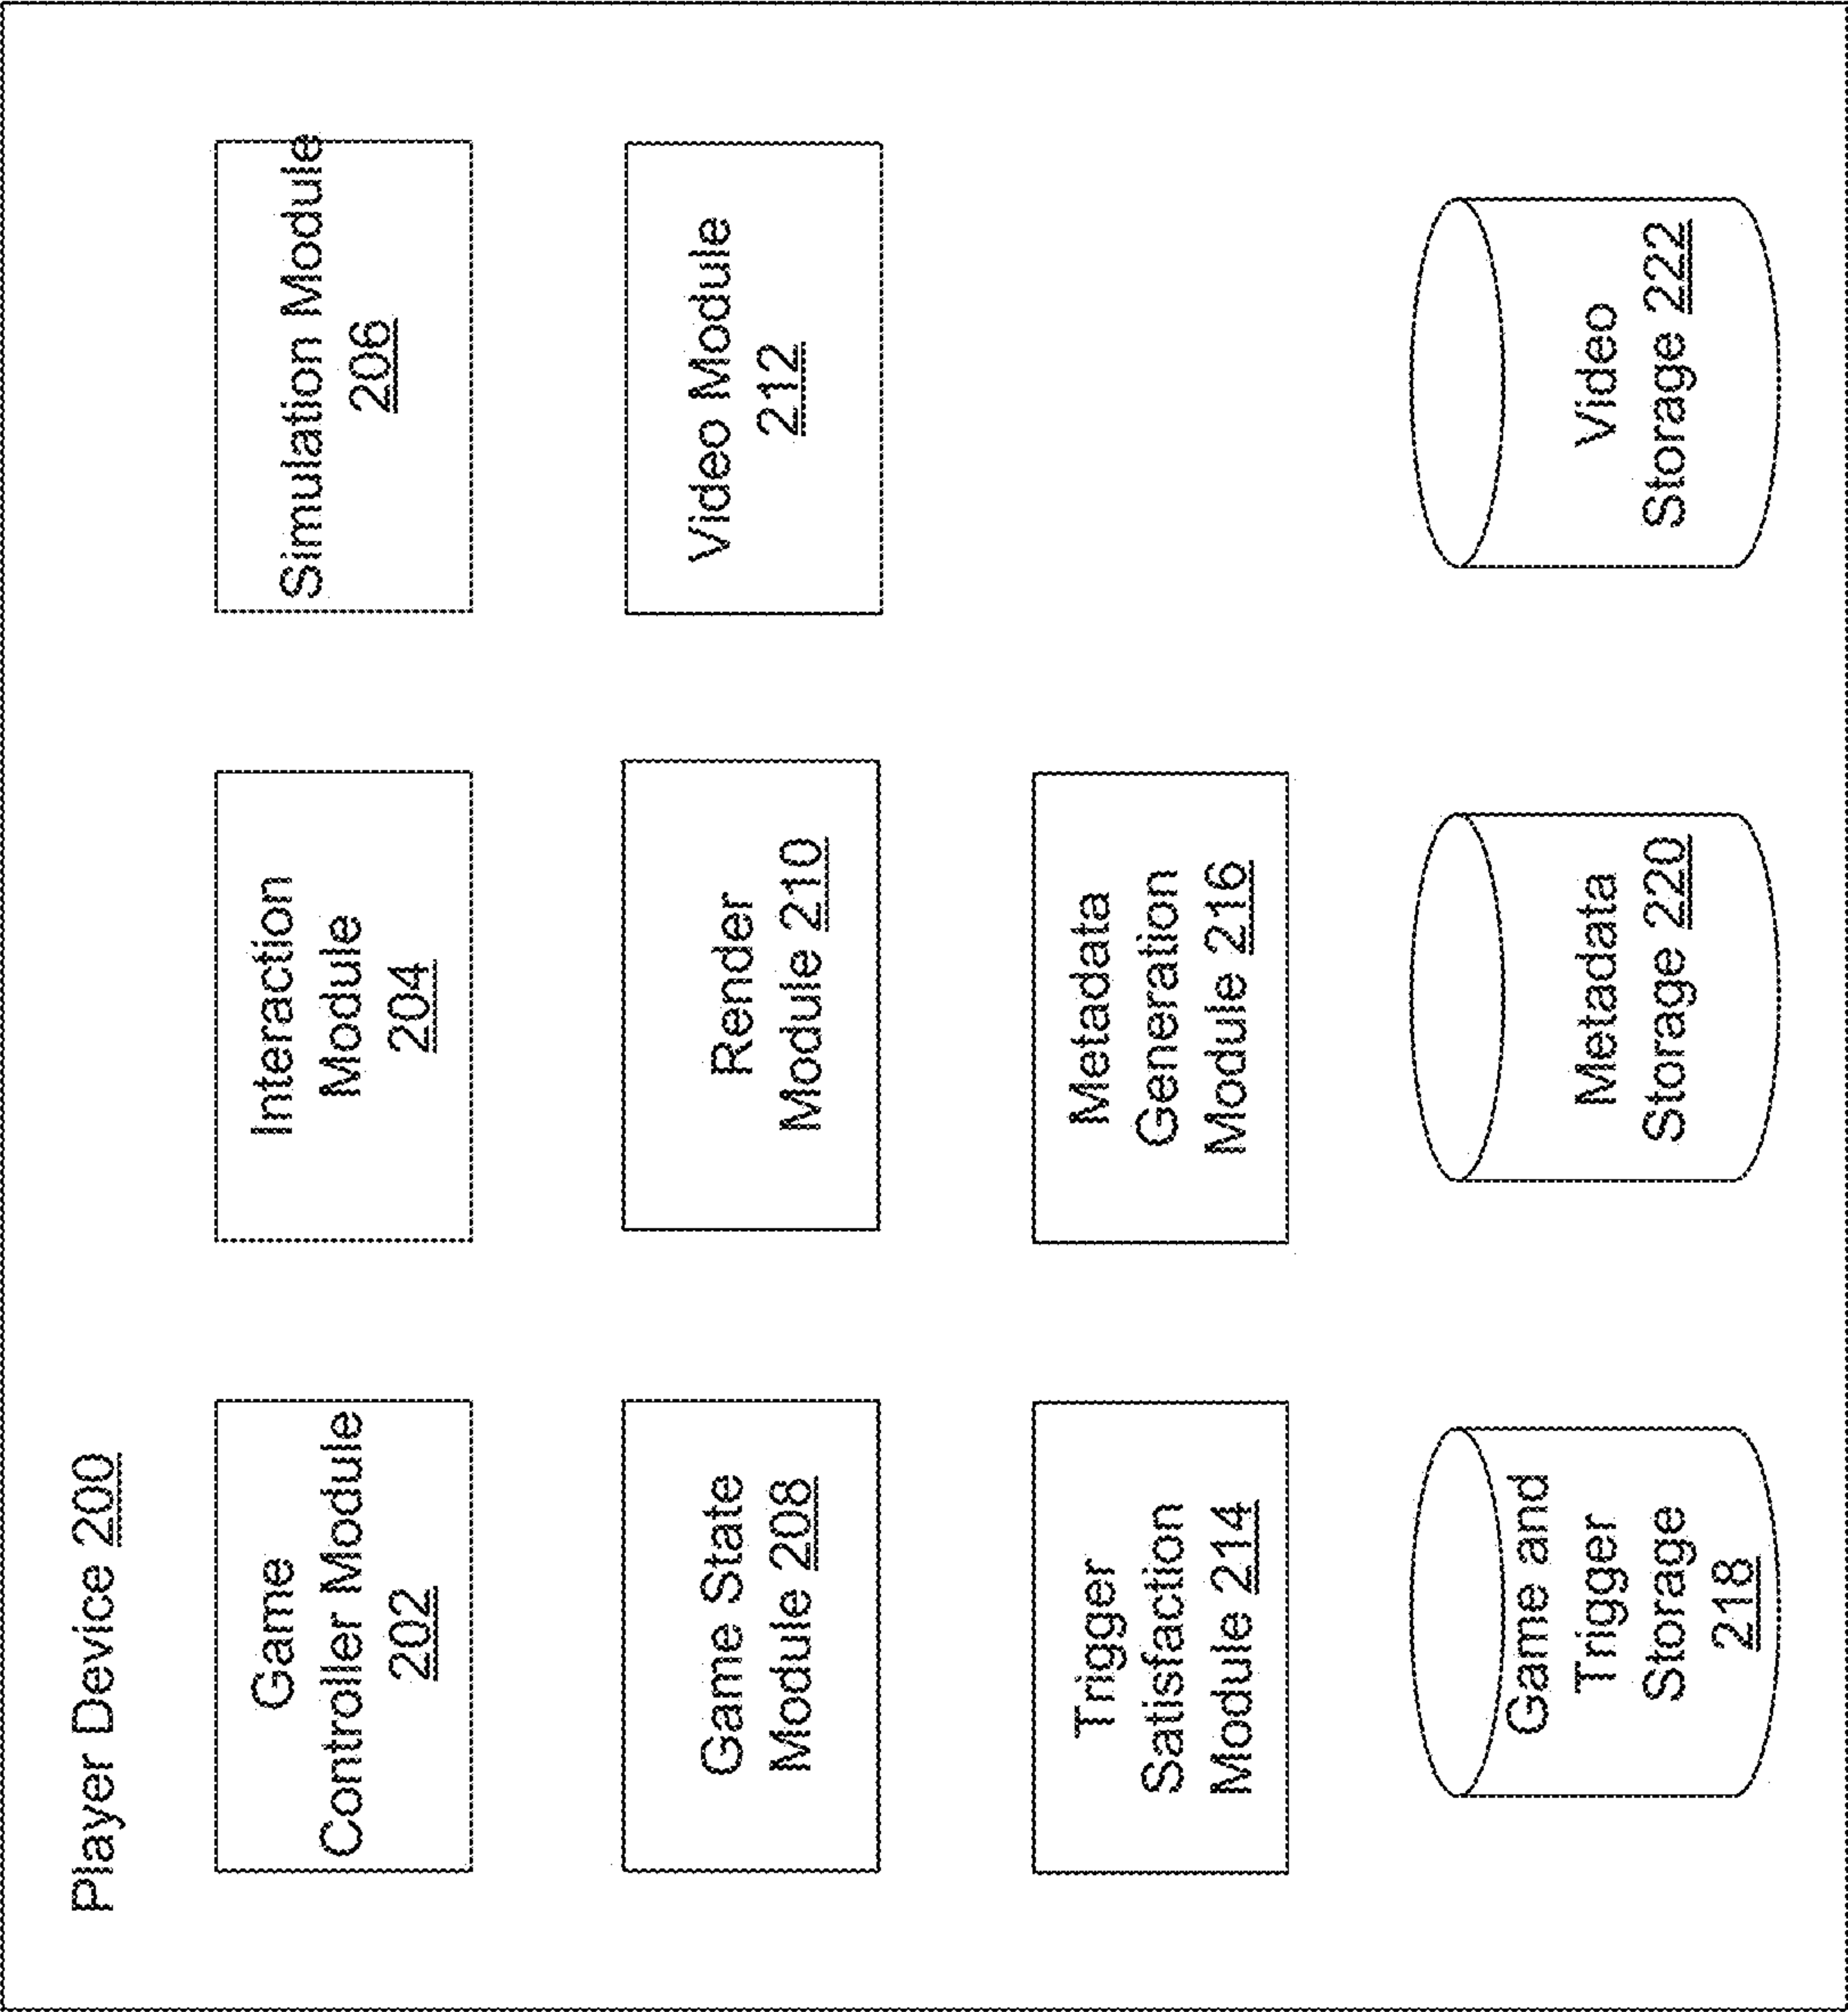 Player Device 200
Game
Controller Module
202
Interaction
Module
204
Simulation Module
206
Game State
Module 208
Render
Module 210
Video Module
212
Trigger
Satisfaction
Module 214
Metadata
Generation
Module 216
Game and
Trigger
Storage
218
Metadata
Storage 220
Video
Storage 222